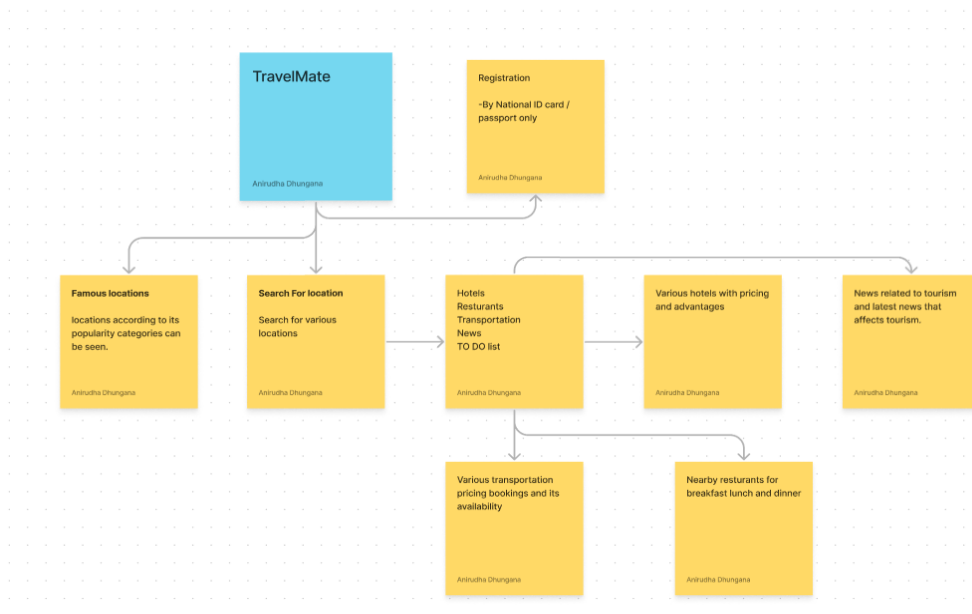 TravelMate
Anirudha Dhungana
Registration
-By National ID card /
passport only
Anirudha Dhungana
Famous locations
locations according to its
popularity categories can
be seen.
Anirudha Dhungana
Search For location
Search for various
locations
Anirudha Dhungana
Hotels
Resturants
Transportation
News
TO DO list
Anirudha Dhungana
Various hotels with pricing
and advantages
Anirudha Dhungana
News related to tourism
and latest news that
affects tourism.
Anirudha Dhungana
Various transportation
pricing bookings and its
availability
Anirudha Dhungana
Nearby resturants for
breakfast lunch and dinner
Anirudha Dhungana